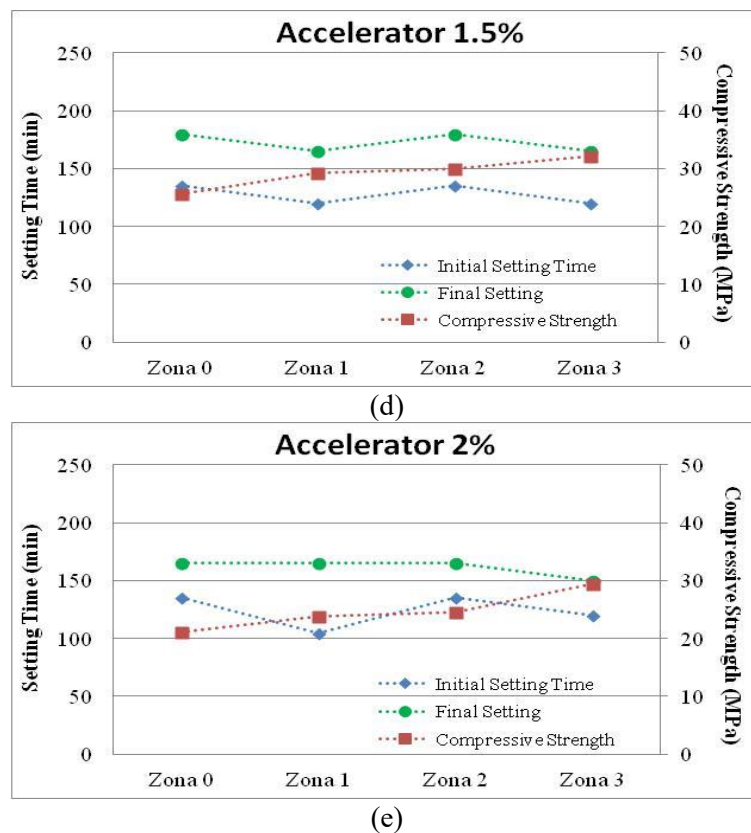 Accelerator 1.5%
Setting Time (min)
250
200
150
100
50
0
Compressive Strength (MPa)
50
40
30
20
10
0
Initial Setting Time
Final Setting
Compressive Strength
Zona 0 Zona 1 Zona 2 Zona 3
(d)
Accelerator 2%
Setting Time (min)
250
200
150
100
50
0
Compressive Strength (MPa)
50
40
30
20
10
0
Initial Setting Time
Final Setting
Compressive Strength
Zona 0 Zona 1 Zona 2 Zona 3
(e)